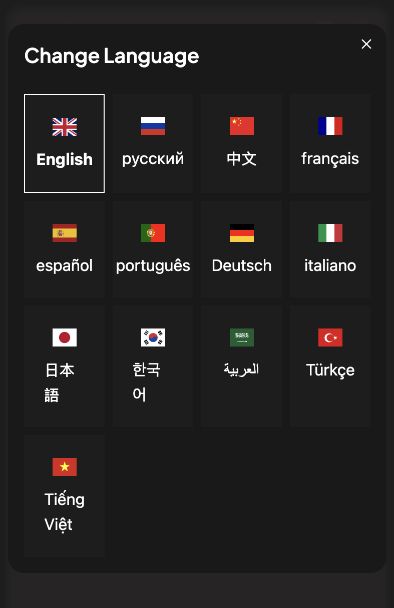 Change Language
English
русский
中文
français
español
português
Deutsch
italiano
日本
語
한국
어
العربية
Türkçe
Tiếng
Việt